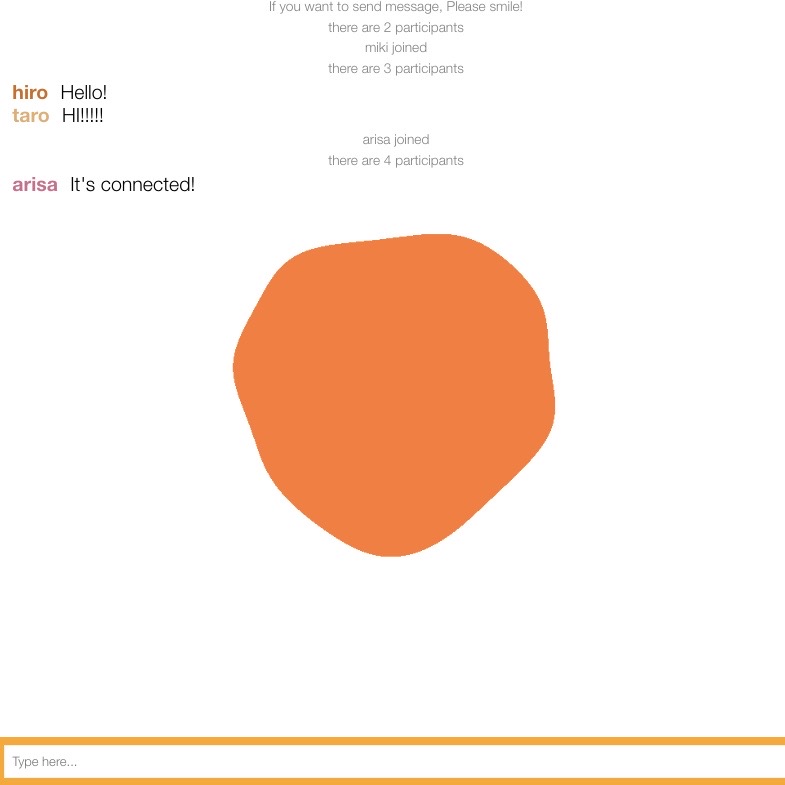 If you want to send message, Please smile!
there are 2 participants
miki joined
there are 3 participants
hiro Hello!
taro HI!!!!!
arisa joined
there are 4 participants
arisa It's connected!
Type here...